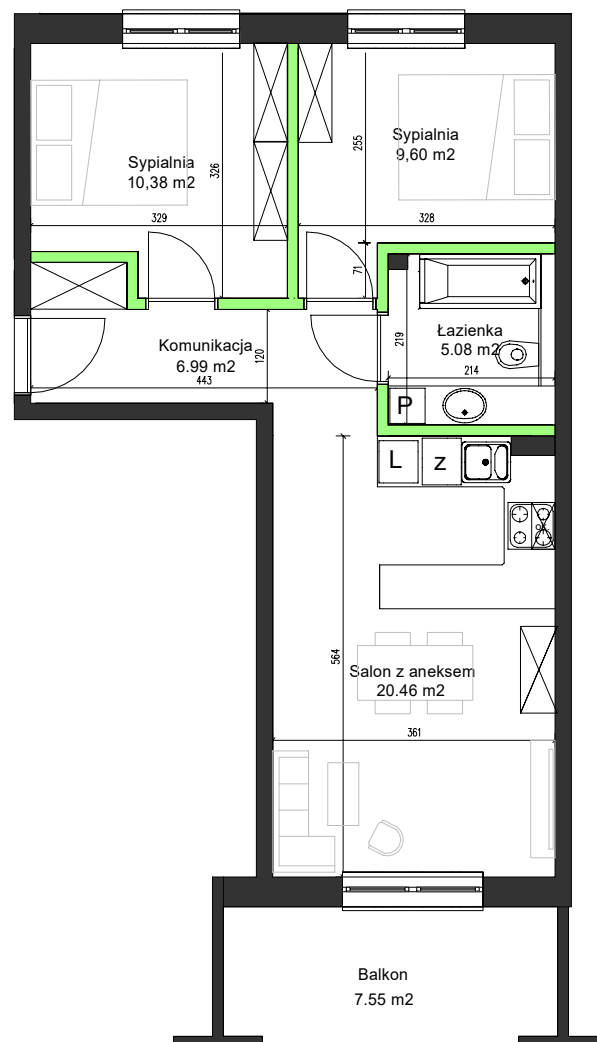 Sypialnia
10,38 m2
326
329
Sypialnia
9,60 m2
255
328
71
Komunikacja
6.99 m2
443
120
Łazienka
5.08 m2
219
214
P
L
z
564
Salon z aneksem
20.46 m2
361
Balkon
7.55 m2